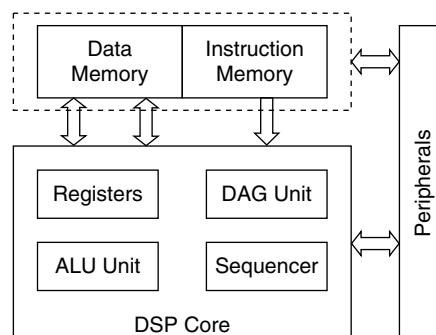 Data
Memory
Instruction
Memory
Peripherals
Registers
DAG Unit
ALU Unit
Sequencer
DSP Core